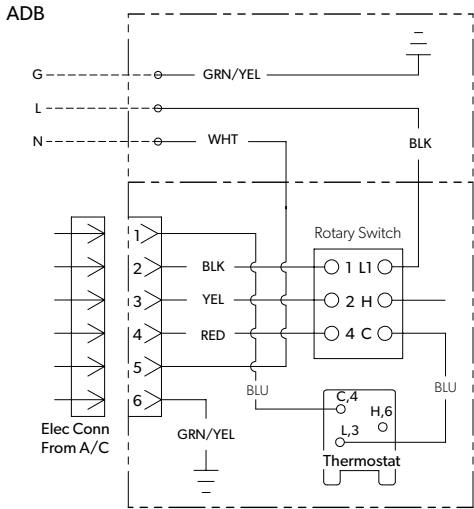 ADB
G
GRN/YEL
L
N
WHT
BLK
Rotary Switch
1
2
BLK
1 L1
3
YEL
2 H
4
RED
4 C
5
6
BLU
BLU
GRN/YEL
C,4
H,6
L,3
Thermostat
Elec Conn
From A/C